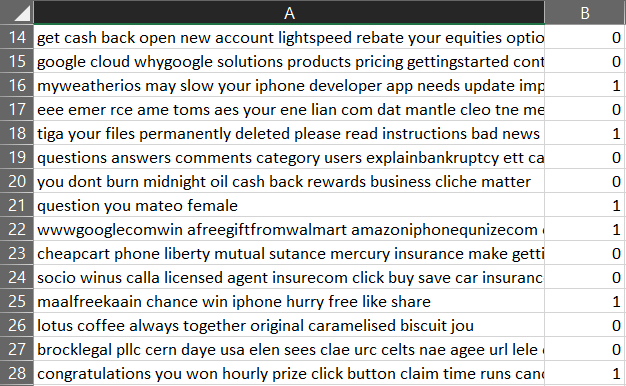 A B
14 get cash back open new account lightspeed rebate your equities optio 0
15 google cloud whygoogle solutions products pricing gettingstarted cont 0
16 myweatherios may slow your iphone developer app needs update imp 1
17 eee emer rce ame toms aes your ene lian com dat mantle cleo tne me 0
18 tiga your files permanently deleted please read instructions bad news 1
19 questions answers comments category users explainbankruptcy ett ca 0
20 you dont burn midnight oil cash back rewards business cliche matter 0
21 question you mateo female 1
22 wwwgooglecomwin afreegiftfromwalmart amazoniphonequnizecom 1
23 cheapcart phone liberty mutual sutance mercury insurance make getti 0
24 socio winus calla licensed agent insurecom click buy save car insuranc 0
25 maalfreekaain chance win iphone hurry free like share 1
26 lotus coffee always together original caramelised biscuit jou 0
27 brocklegal pllc cern daye usa elen sees clae urc celts nae agee url lele 0
28 congratulations you won hourly prize click button claim time runs canc 1